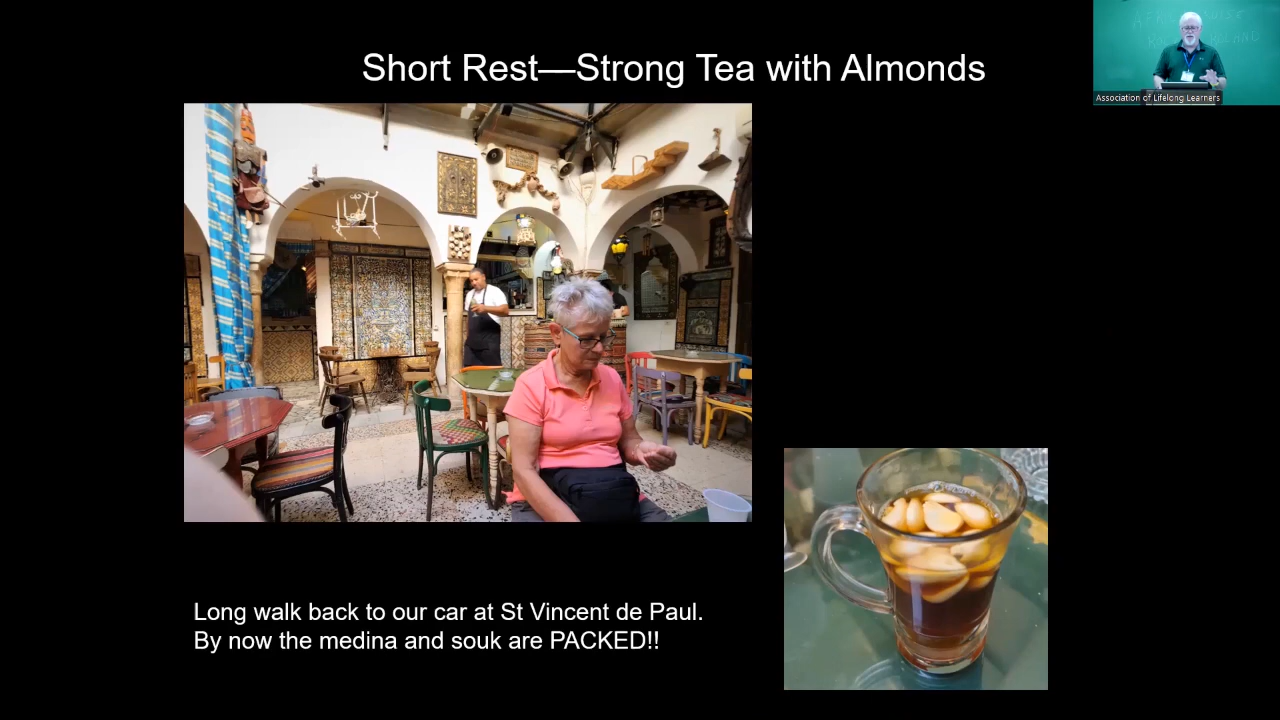 Short Rest—Strong Tea with Almonds
Association of Lifelong Learners
Long walk back to our car at St Vincent de Paul.
By now the medina and souk are PACKED!!